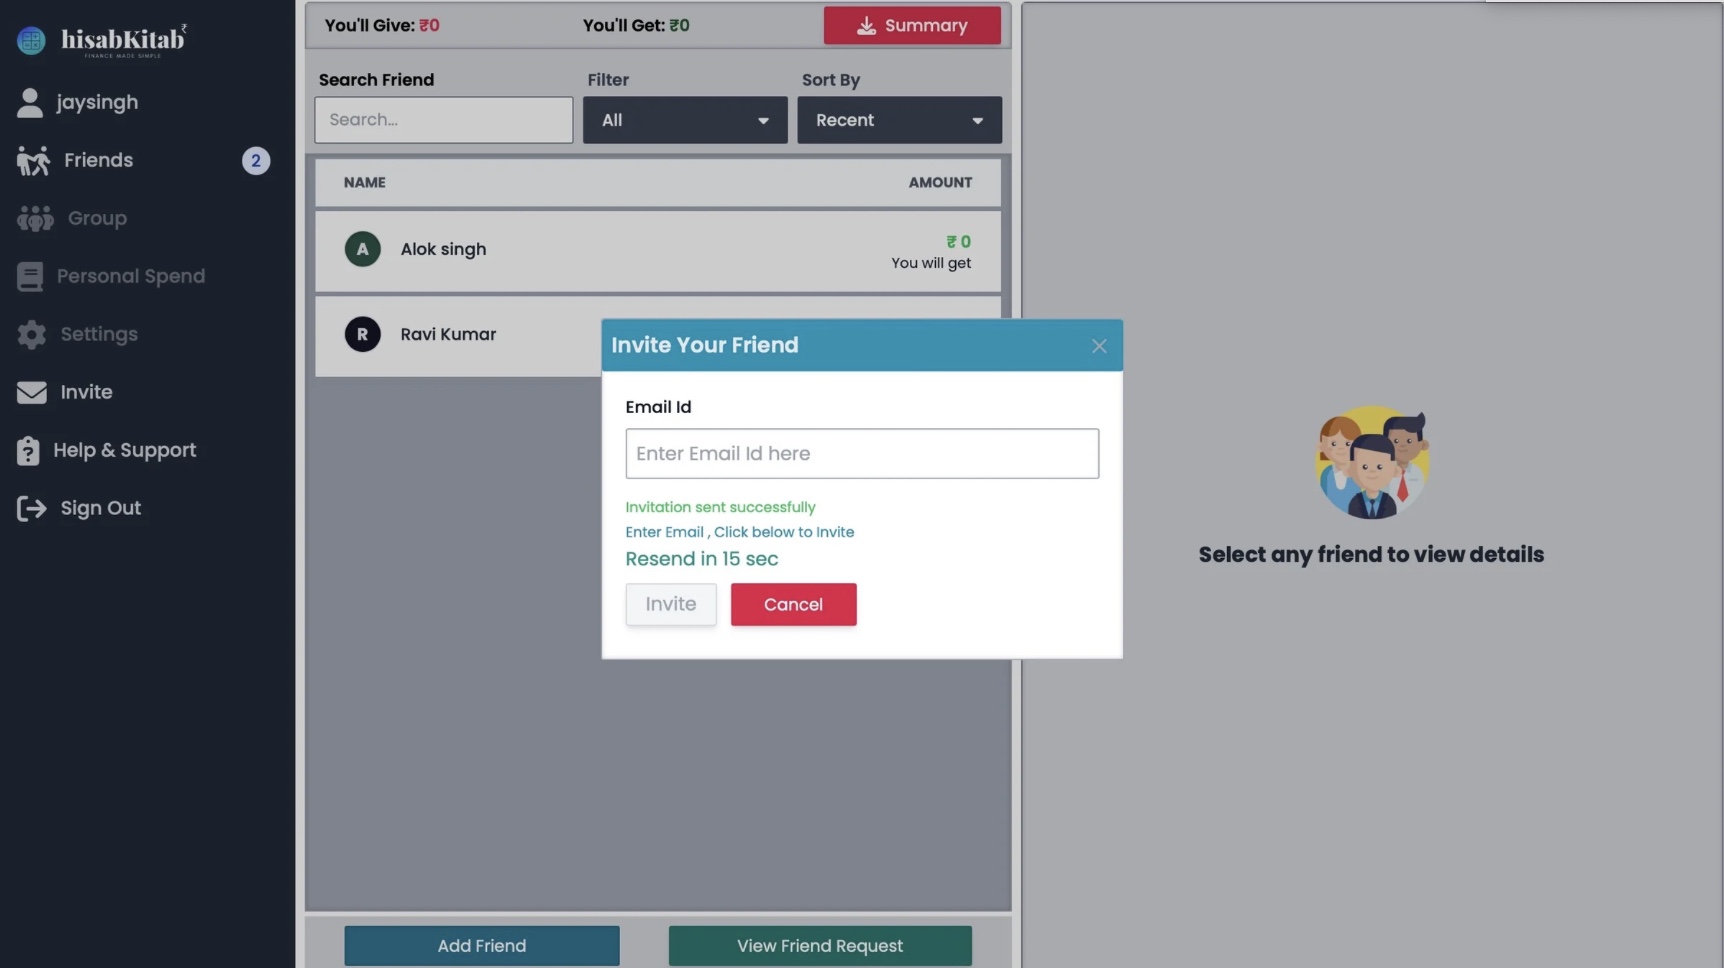 hisabKitab₹
FINANCE MADE SIMPLE
jaysingh
Friends 2
Group
Personal Spend
Settings
Invite
Help & Support
Sign Out
You'll Give: ₹0 You'll Get: ₹0 Summary
Search Friend Filter Sort By
Search... All Recent
NAME AMOUNT
A Alok singh ₹ 0
You will get
R Ravi Kumar
Invite Your Friend
Email Id
Enter Email Id here
Invitation sent successfully
Enter Email , Click below to Invite
Resend in 15 sec
Invite Cancel
Select any friend to view details
Add Friend View Friend Request